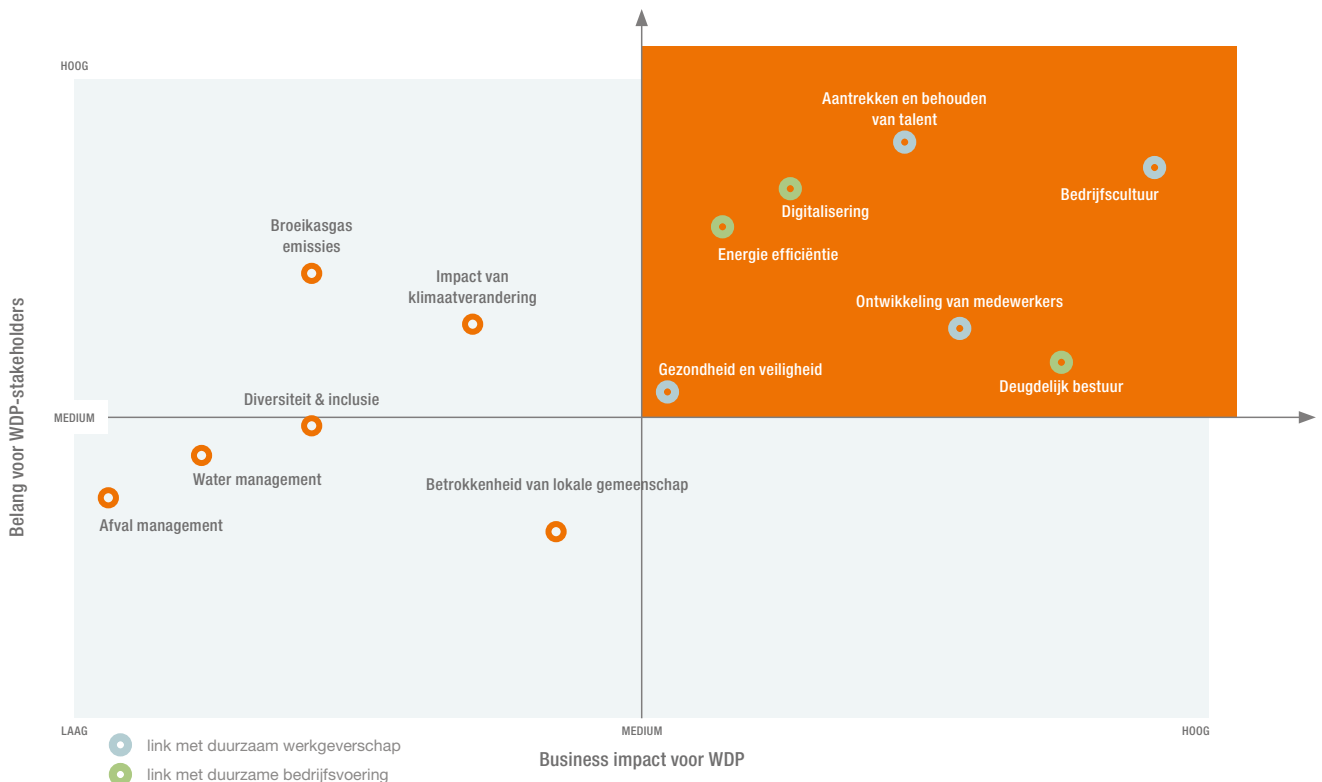 HOOG
Aantrekken en behouden
van talent
Bedrijfscultuur
Digitalisering
Energie efficiëntie
Broeikasgas
emissies
Impact van
klimaatverandering
Ontwikkeling van medewerkers
Gezondheid en veiligheid
Deugdelijk bestuur
Diversiteit & inclusie
MEDIUM
Water management
Betrokkenheid van lokale gemeenschap
Afval management
Belang voor WDP-stakeholders
LAAG
MEDIUM
HOOG
Business impact voor WDP
link met duurzaam werkgeverschap
link met duurzame bedrijfsvoering